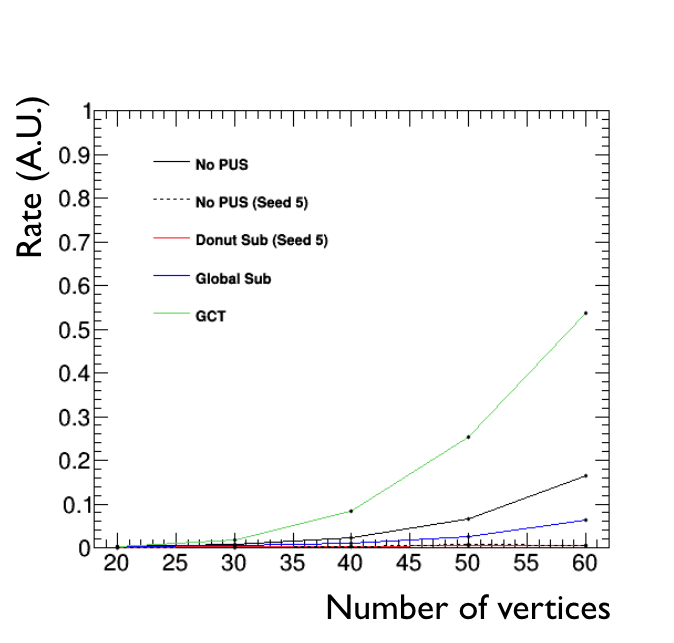 Rate (A.U.)
1
0.9
0.8
0.7
0.6
0.5
0.4
0.3
0.2
0.1
0
No PUS
No PUS (Seed 5)
Donut Sub (Seed 5)
Global Sub
GCT
20 25 30 35 40 45 50 55 60
Number of vertices